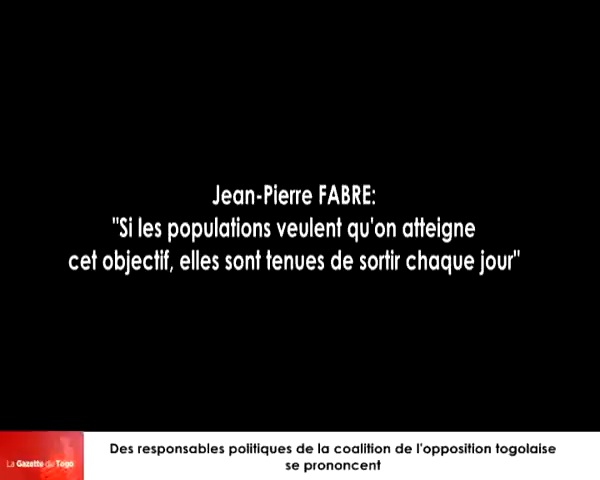 Jean-Pierre FABRE:
"Si les populations veulent qu'on atteigne
cet objectif, elles sont tenues de sortir chaque jour"
La Gazette du Togo
Des responsables politiques de la coalition de l'opposition togolaise
se prononcent